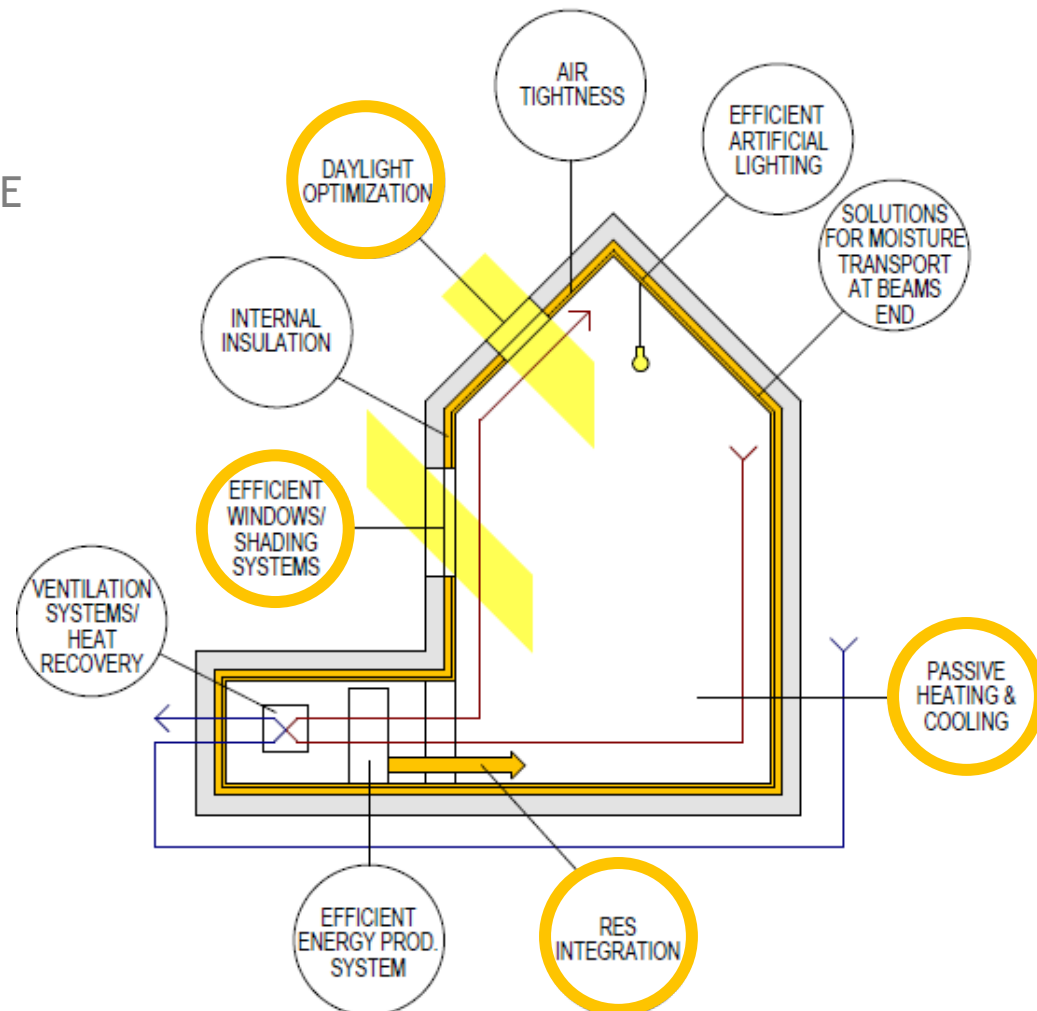 AIR
TIGHTNESS
EFFICIENT
ARTIFICIAL
LIGHTING
DAYLIGHT
OPTIMIZATION
E
SOLUTIONS
FOR MOISTURE
TRANSPORT
AT BEAMS
END
INTERNAL
INSULATION
EFFICIENT
WINDOWS/
SHADING
SYSTEMS
VENTILATION
SYSTEMS/
HEAT
RECOVERY
PASSIVE
HEATING &
COOLING
EFFICIENT
ENERGY PROD.
SYSTEM
RES
INTEGRATION